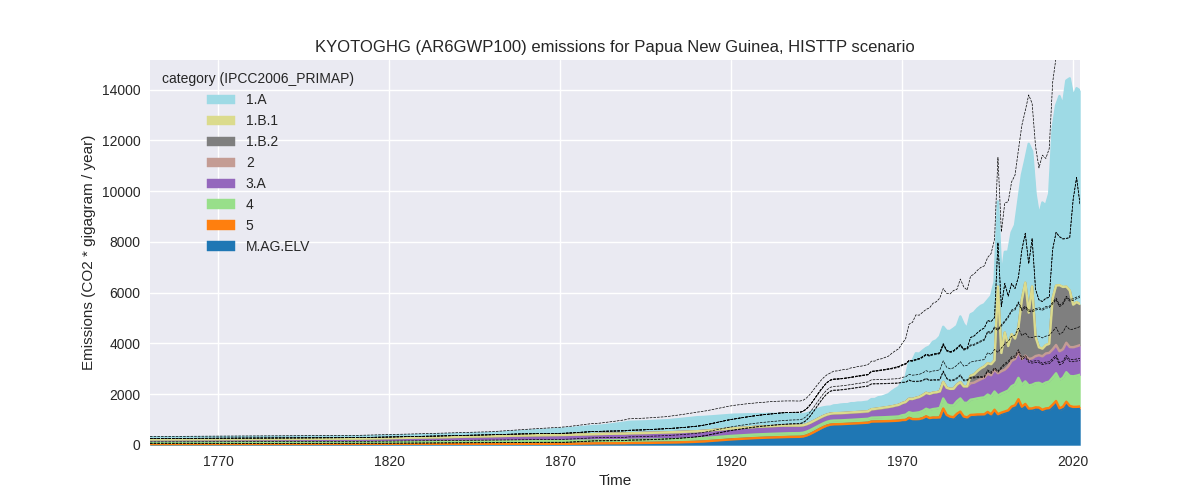 KYOTOGHG (AR6GWP100) emissions for Papua New Guinea, HISTTP scenario
category (IPCC2006_PRIMAP)
1.A
1.B.1
1.B.2
2
3.A
4
5
M.AG.ELV
Emissions (CO2 * gigagram / year)
14000
12000
10000
8000
6000
4000
2000
0
1770
1820
1870
1920
1970
2020
Time